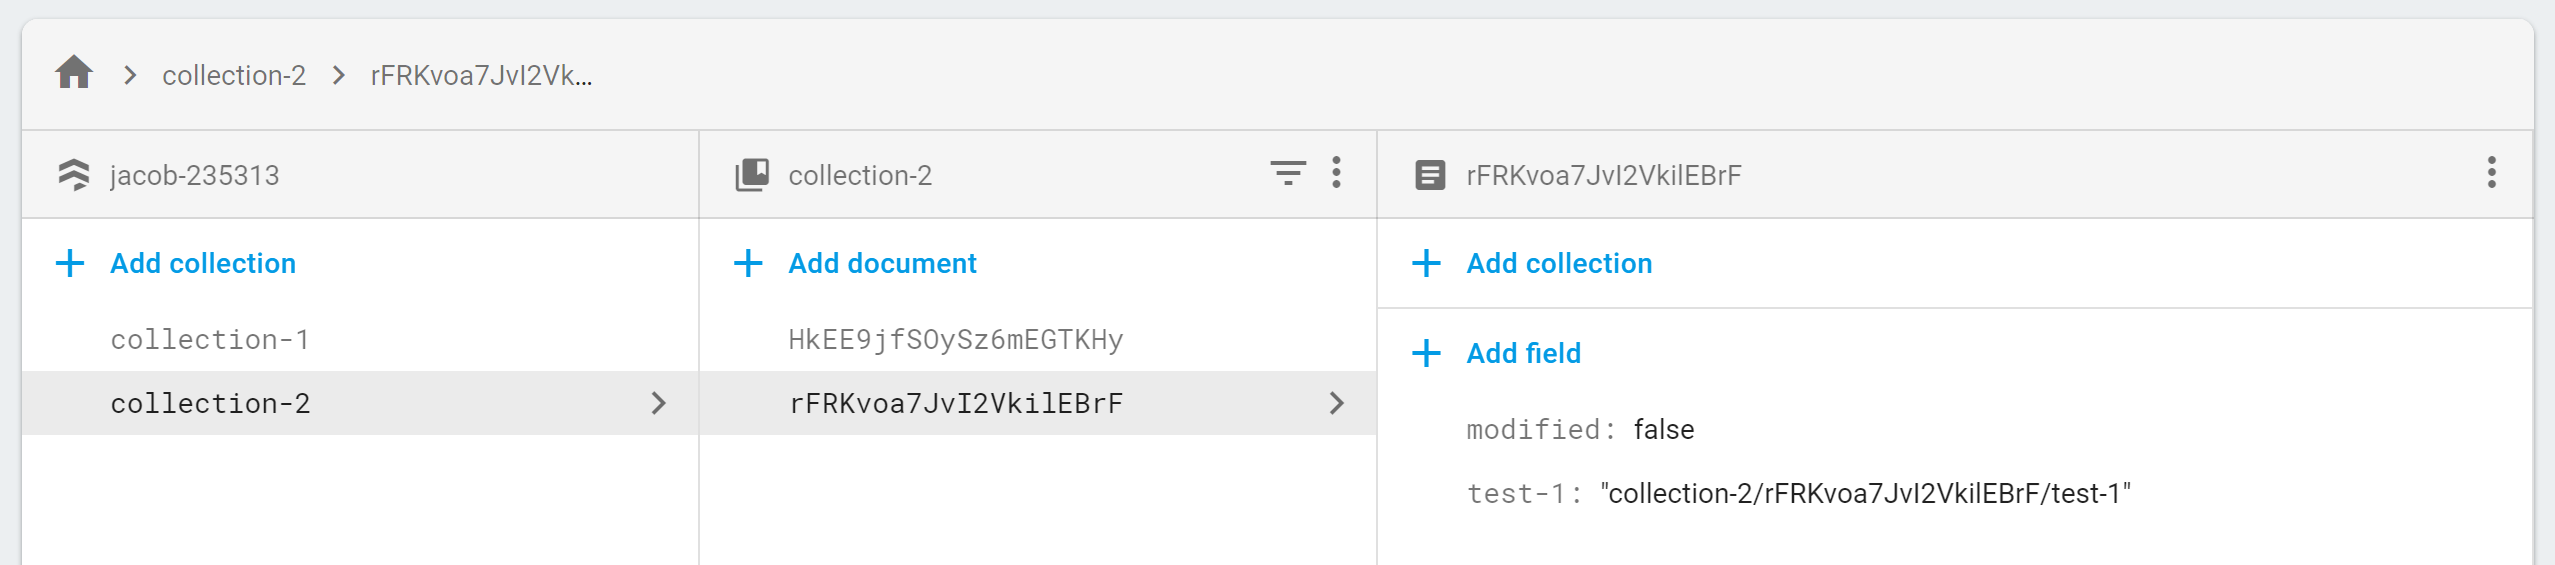 collection-2 rFRKvoa7JvI2Vk...
jacob-235313
Add collection
collection-1
collection-2
collection-2
Add document
HkEE9jfSOySz6mEGTKHy
rFRKvoa7JvI2VkilEBrF
rFRKvoa7JvI2VkilEBrF
Add collection
Add field
modified: false
test-1: "collection-2/rFRKvoa7JvI2VkilEBrF/test-1"